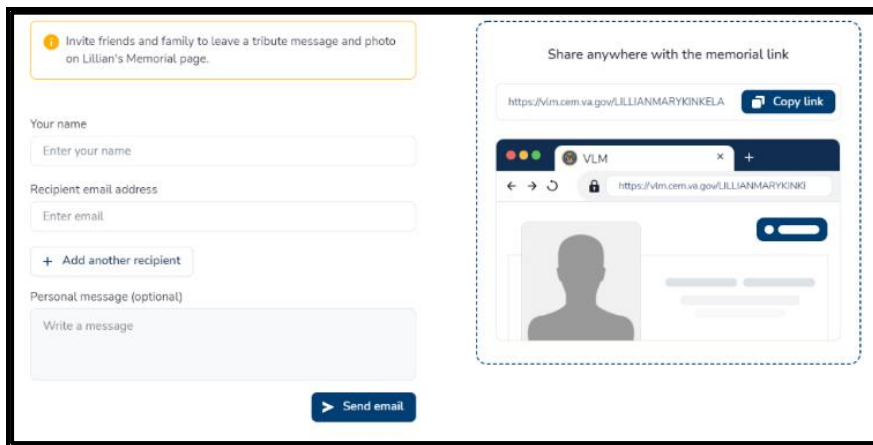 Invite friends and family to leave a tribute message and photo
on Lillian's Memorial page.
Your name
Enter your name
Recipient email address
Enter email
+ Add another recipient
Personal message (optional)
Write a message
Send email
Share anywhere with the memorial link
https://vlm.cem.va.gov/LILLIANMARYKINKELA
Copy link
VLM
https://vlm.cem.va.gov/LILLIANMARYKINKI